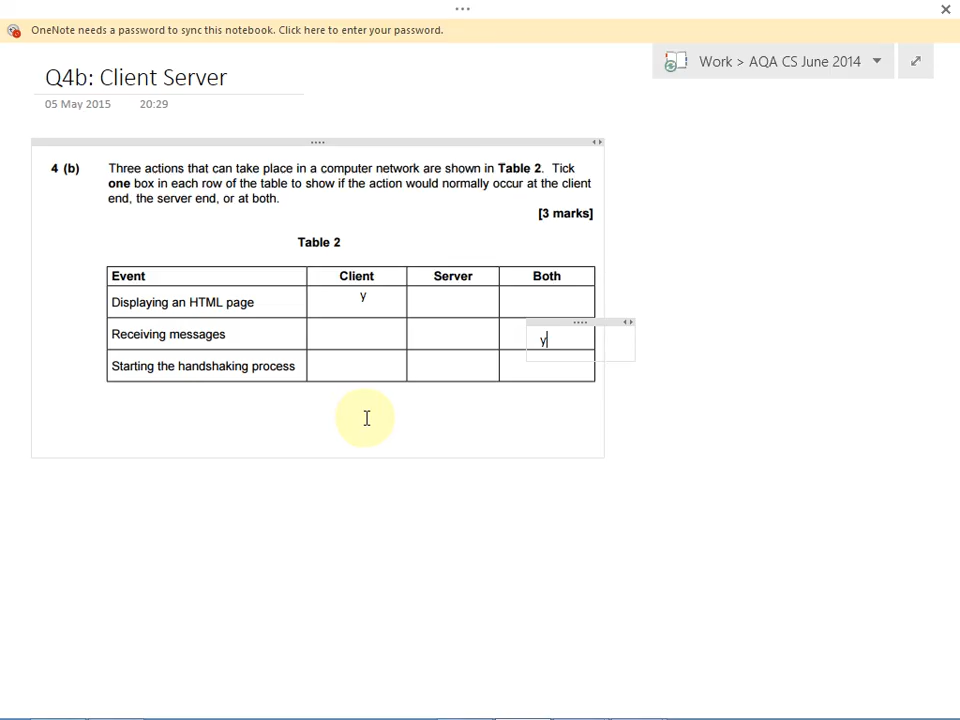 OneNote needs a password to sync this notebook. Click here to enter your password.
Q4b: Client Server
Work > AQA CS June 2014
05 May 2015 20:29
4 (b) Three actions that can take place in a computer network are shown in Table 2. Tick
one box in each row of the table to show if the action would normally occur at the client
end, the server end, or at both.
[3 marks]
Table 2
Event Client Server Both
Displaying an HTML page y
Receiving messages y
Starting the handshaking process